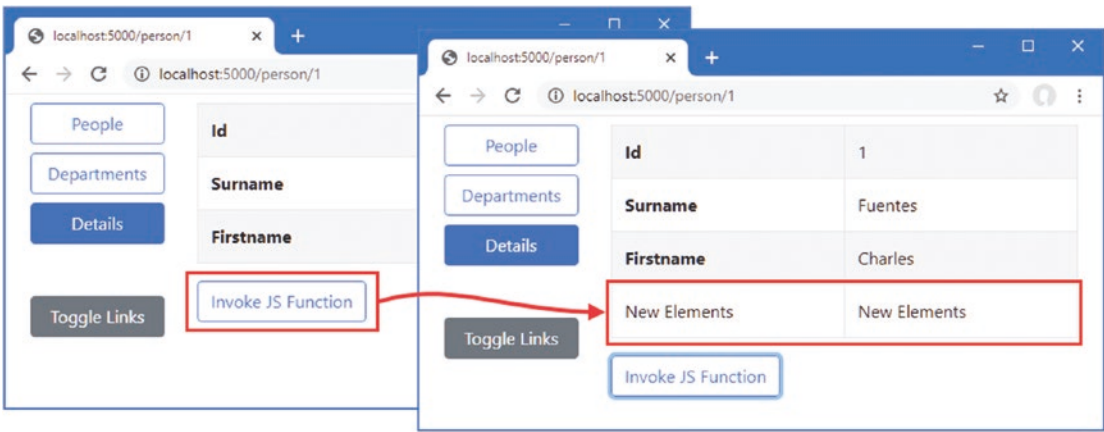 localhost:5000/person/1
localhost:5000/person/1
People
Departments
Details
Toggle Links
Id
Surname
Firstname
Invoke JS Function
localhost:5000/person/1
localhost:5000/person/1
People
Departments
Details
Toggle Links
Id 1
Surname Fuentes
Firstname Charles
New Elements New Elements
Invoke JS Function